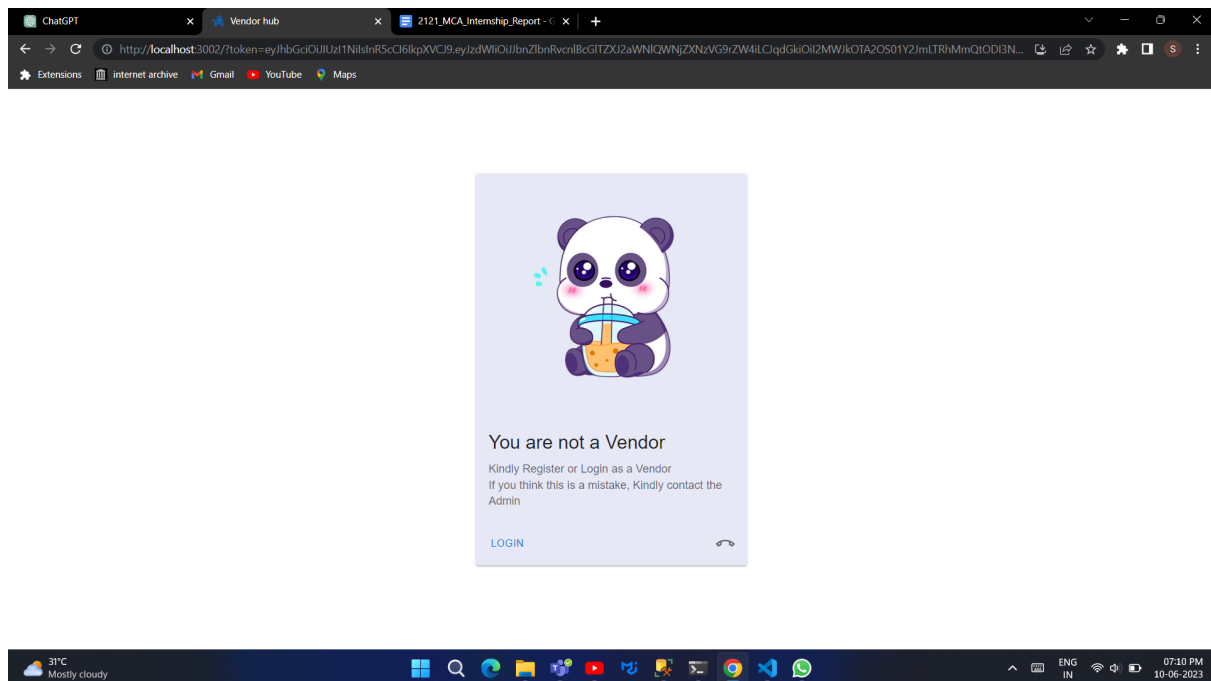 ChatGPT
Vendor hub
2121_MCA_Internship_Report - G
http://localhost:3002/?token=
Extensions
internet archive
Gmail
YouTube
Maps
S
You are not a Vendor
Kindly Register or Login as a Vendor
If you think this is a mistake, Kindly contact the
Admin
LOGIN
31°C
Mostly cloudy
ENG
IN
07:10 PM
10-06-2023